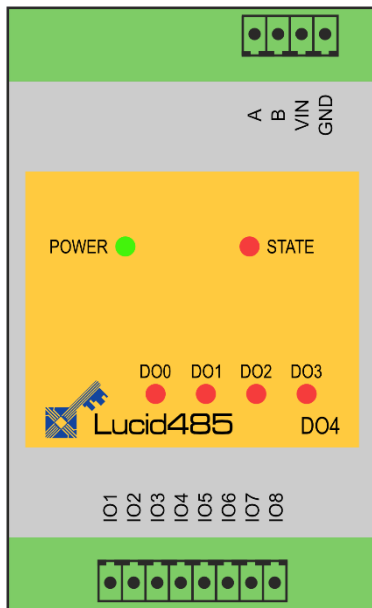 A
B
VIN
GND
POWER STATE
DO0 DO1 DO2 DO3
Lucid485 DO4
IO1
IO2
IO3
IO4
IO5
IO6
IO7
IO8